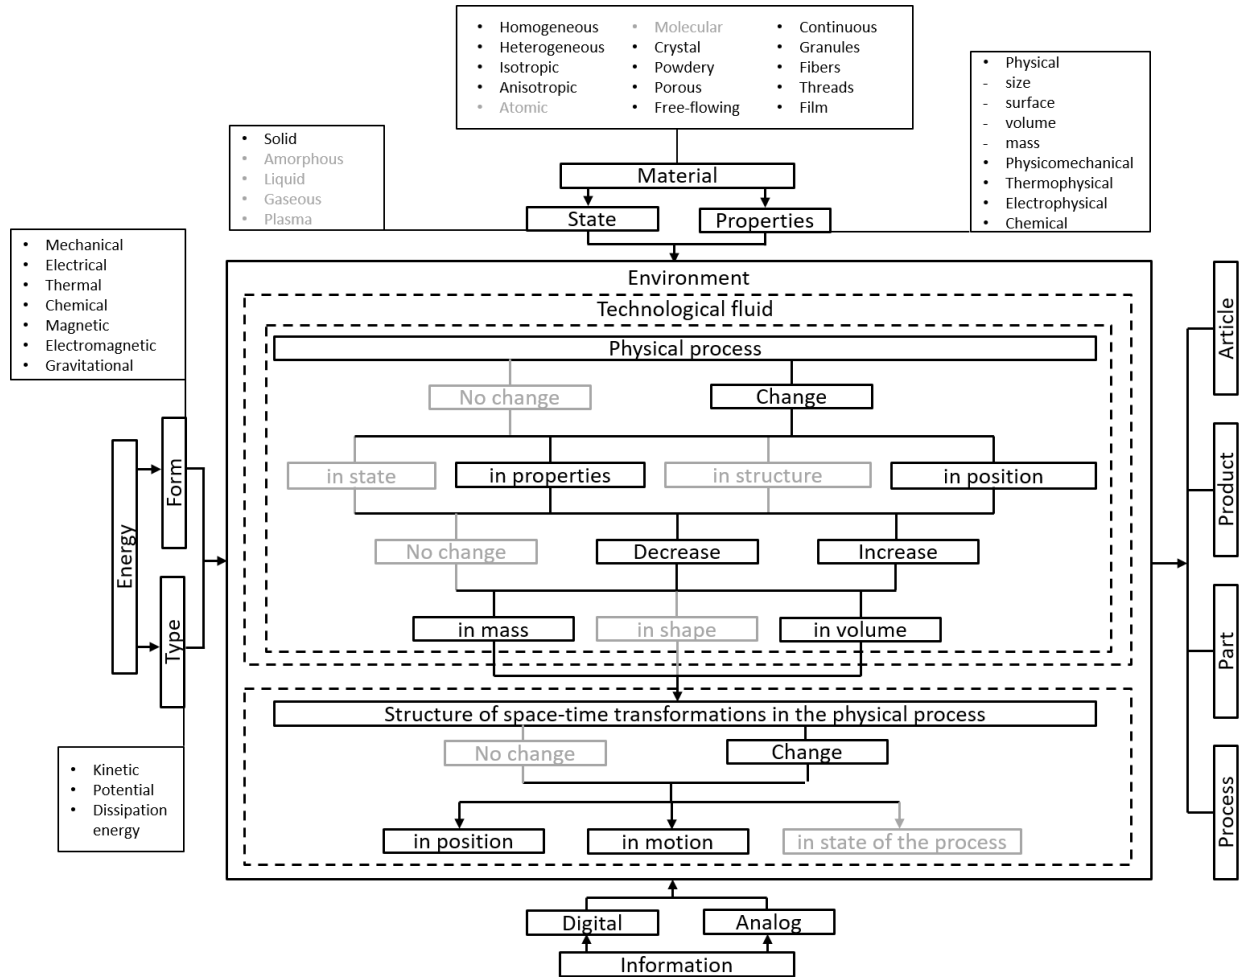 • Homogeneous
• Heterogeneous
• Isotropic
• Anisotropic
• Atomic
• Molecular
• Crystal
• Powdery
• Porous
• Free-flowing
• Continuous
• Granules
• Fibers
• Threads
• Film
• Solid
• Amorphous
• Liquid
• Gaseous
• Plasma
• Physical
- size
- surface
- volume
- mass
• Physicomechanical
• Thermophysical
• Electrophysical
• Chemical
Material
State
Properties
• Mechanical
• Electrical
• Thermal
• Chemical
• Magnetic
• Electromagnetic
• Gravitational
Energy
Form
Type
• Kinetic
• Potential
• Dissipation
energy
Environment
Technological fluid
Physical process
No change
Change
in state
in properties
in structure
in position
No change
Decrease
Increase
in mass
in shape
in volume
Structure of space-time transformations in the physical process
No change
Change
in position
in motion
in state of the process
Article
Product
Part
Process
Digital
Analog
Information